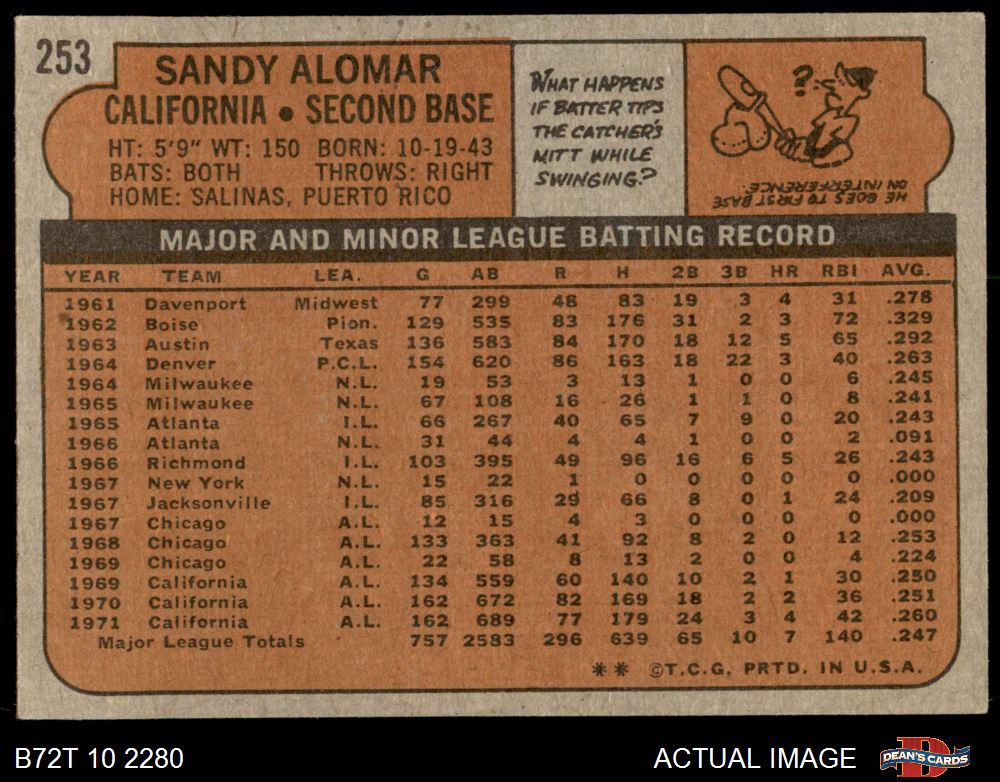 253
SANDY ALOMAR
CALIFORNIA • SECOND BASE
HT: 5'9" WT: 150 BORN: 10-19-43
BATS: BOTH THROWS: RIGHT
HOME: SALINAS, PUERTO RICO
WHAT HAPPENS
IF BATTER TIPS
THE CATCHER'S
MITT WHILE
SWINGING?
?
HE GOES TO FIRST BASE
ON INTERFERENCE.
MAJOR AND MINOR LEAGUE BATTING RECORD
YEAR TEAM LEA. G AB R H 2B 3B HR RBI AVG.
1961 Davenport Midwest 77 299 48 83 19 3 4 31 .278
1962 Boise Pion. 129 535 83 176 31 2 3 72 .329
1963 Austin Texas 136 583 84 170 18 12 5 65 .292
1964 Denver P.C.L. 154 620 86 163 18 22 3 40 .263
1964 Milwaukee N.L. 19 53 3 13 1 0 0 6 .245
1965 Milwaukee N.L. 67 108 16 26 1 1 0 8 .241
1965 Atlanta I.L. 66 267 40 65 7 9 0 20 .243
1966 Atlanta N.L. 31 44 4 4 1 0 0 2 .091
1966 Richmond I.L. 103 395 49 96 16 6 5 26 .243
1967 New York N.L. 15 22 1 0 0 0 0 0 .000
1967 Jacksonville I.L. 85 316 29 66 8 0 1 24 .209
1967 Chicago A.L. 12 15 4 3 0 0 0 0 .000
1968 Chicago A.L. 133 363 41 92 8 2 0 12 .253
1969 Chicago A.L. 22 58 8 13 2 0 0 4 .224
1969 California A.L. 134 559 60 140 10 2 1 30 .250
1970 California A.L. 162 672 82 169 18 2 2 36 .251
1971 California A.L. 162 689 77 179 24 3 4 42 .260
Major League Totals 757 2583 296 639 65 10 7 140 .247
** ©T.C.G. PRTD. IN U.S.A.
B72T 10 2280
ACTUAL IMAGE
D
DEAN'S CARDS